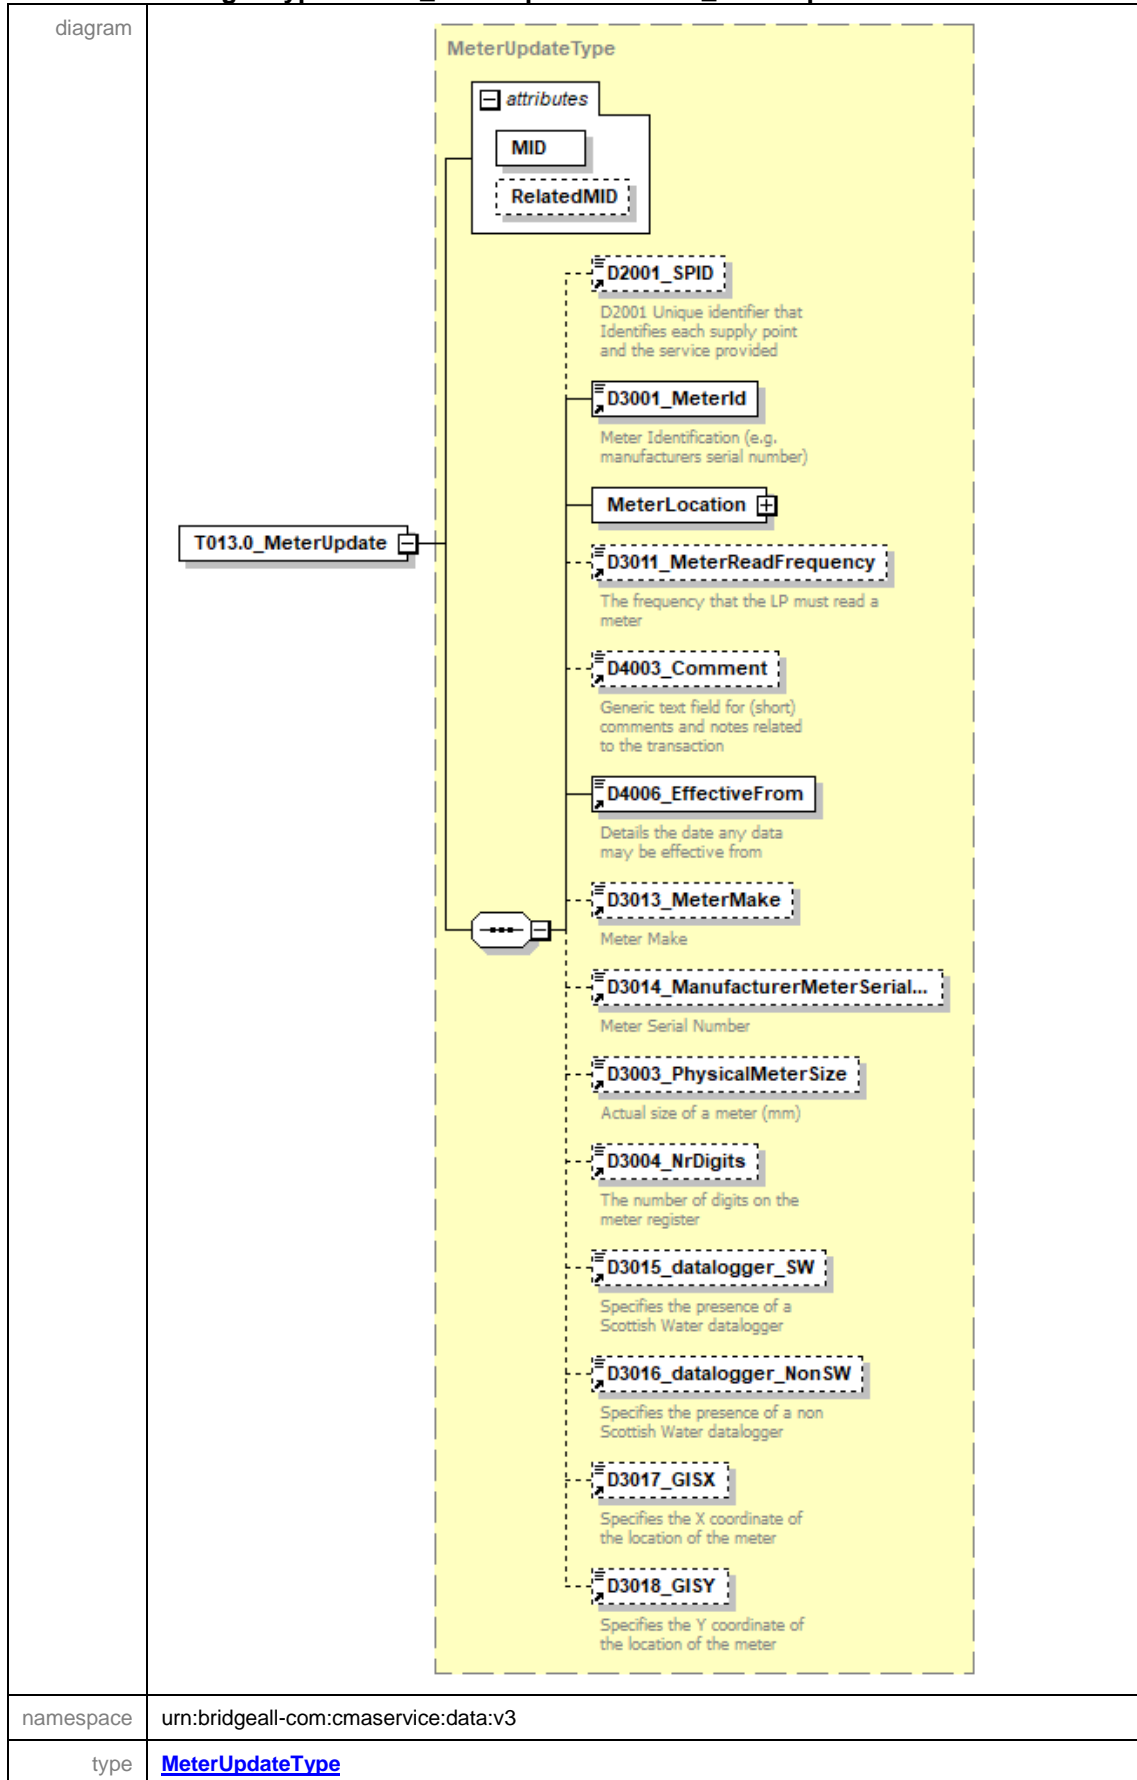 diagram
MeterUpdateType
attributes
MID
RelatedMID
D2001_SPID
D2001 Unique identifier that
Identifies each supply point
and the service provided
D3001_MeterId
Meter Identification (e.g.
manufacturers serial number)
MeterLocation
T013.0_MeterUpdate
D3011_MeterReadFrequency
The frequency that the LP must read a
meter
D4003_Comment
Generic text field for (short)
comments and notes related
to the transaction
D4006_EffectiveFrom
Details the date any data
may be effective from
D3013_MeterMake
Meter Make
D3014_ManufacturerMeterSerial...
Meter Serial Number
D3003_PhysicalMeterSize
Actual size of a meter (mm)
D3004_NrDigits
The number of digits on the
meter register
D3015_datalogger_SW
Specifies the presence of a
Scottish Water datalogger
D3016_datalogger_NonSW
Specifies the presence of a non
Scottish Water datalogger
D3017_GISX
Specifies the X coordinate of
the location of the meter
D3018_GISY
Specifies the Y coordinate of
the location of the meter
namespace urn:bridgeall-com:cmaservice:data:v3
type MeterUpdateType